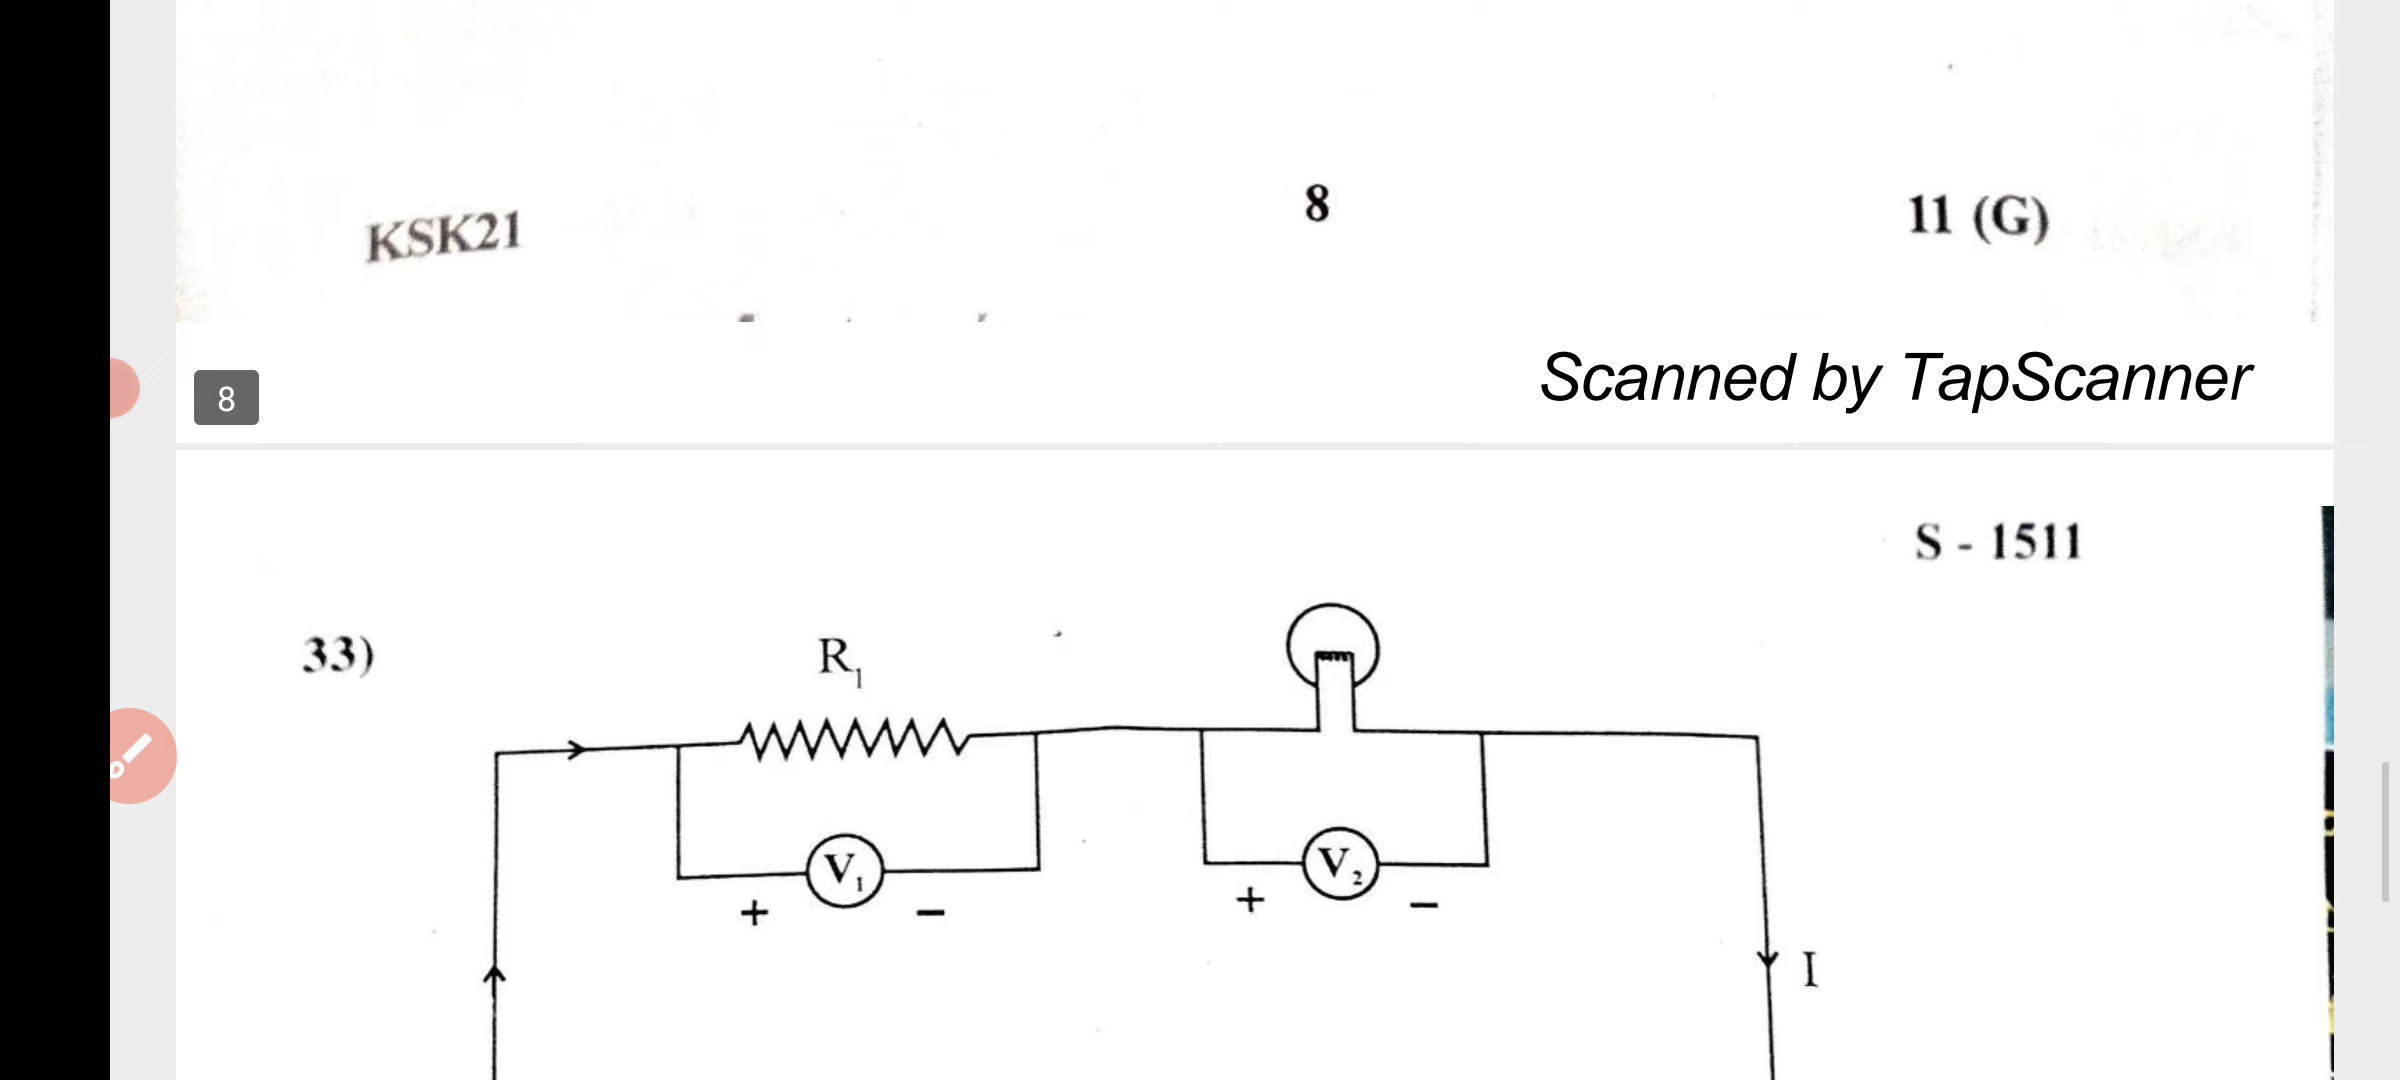 KSK21 8 11 (G)
8
Scanned by TapScanner
S - 1511
33)
R1
V1
+ −
V2
+ −
I